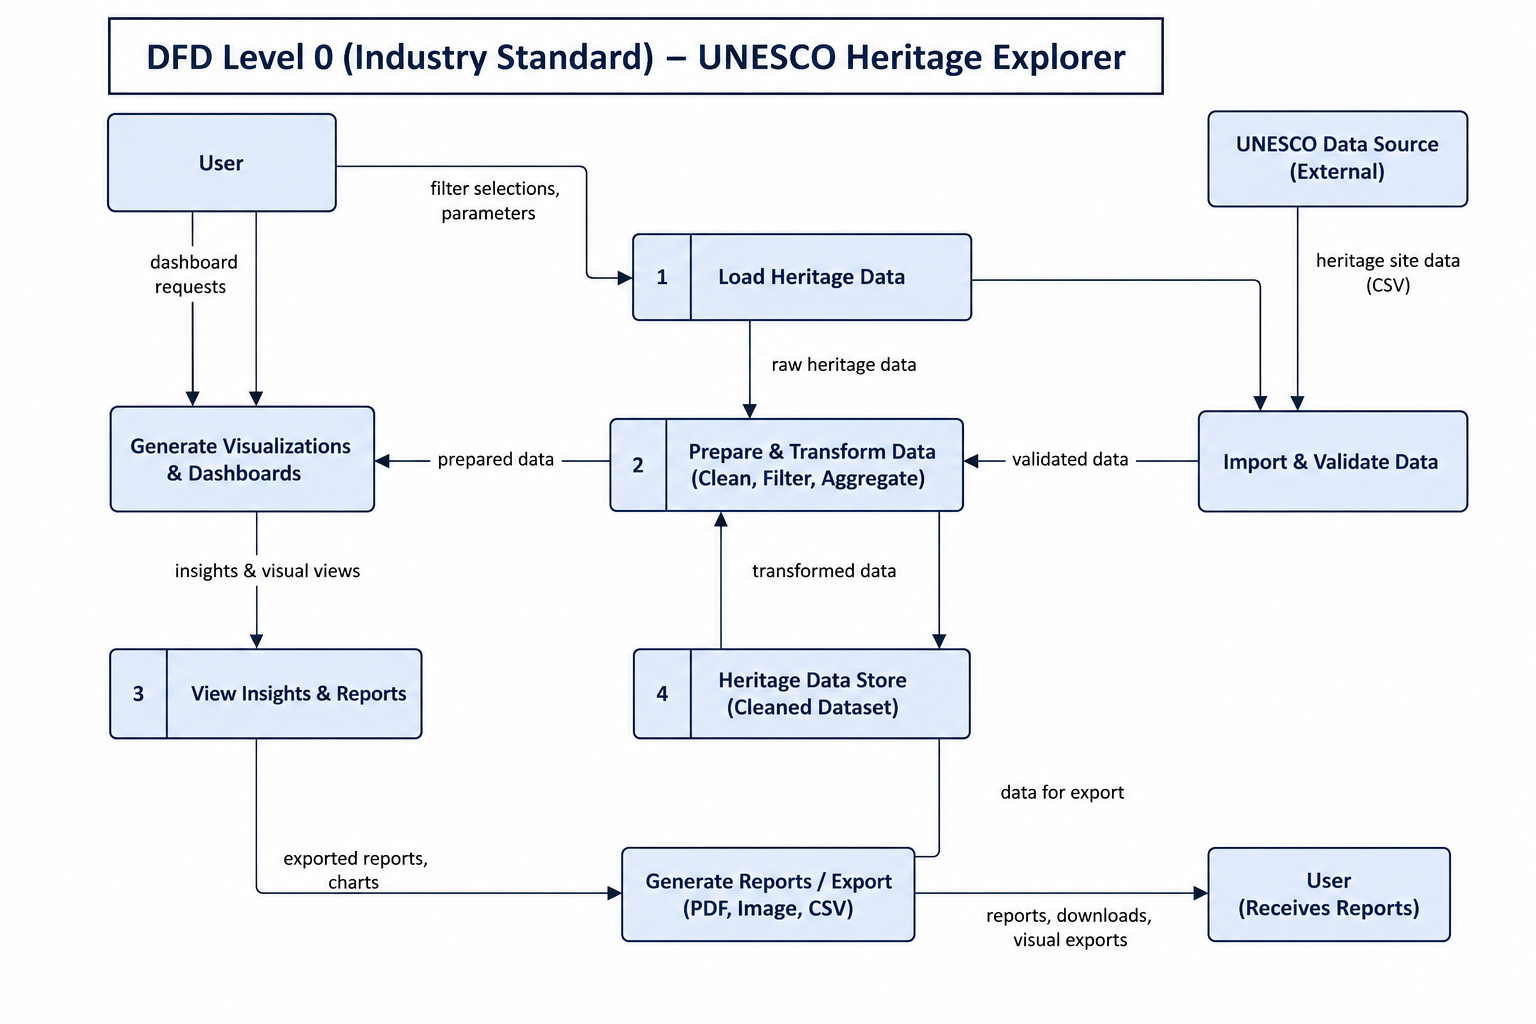 DFD Level 0 (Industry Standard) – UNESCO Heritage Explorer
User
UNESCO Data Source
(External)
filter selections,
parameters
dashboard
requests
1
Load Heritage Data
heritage site data
(CSV)
raw heritage data
Generate Visualizations
& Dashboards
prepared data
2
Prepare & Transform Data
(Clean, Filter, Aggregate)
validated data
Import & Validate Data
insights & visual views
transformed data
3
View Insights & Reports
4
Heritage Data Store
(Cleaned Dataset)
data for export
exported reports,
charts
Generate Reports / Export
(PDF, Image, CSV)
reports, downloads,
visual exports
User
(Receives Reports)